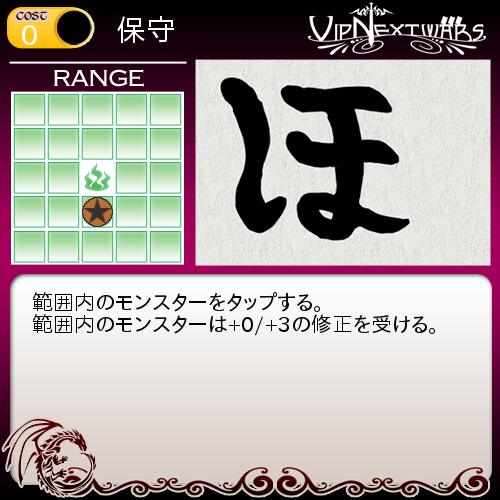 COST
0
保守
VIPNEXTWARS
RANGE
ほ
範囲内のモンスターをタップする。
範囲内のモンスターは+0/+3の修正を受ける。